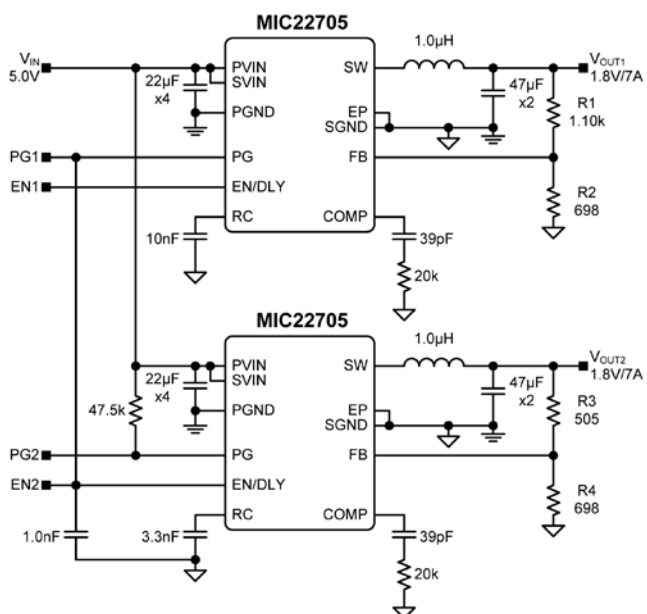 MIC22705
VIN
5.0V
22µF
x4
PVIN
SVIN
PGND
PG1
PG
EN1
EN/DLY
RC
10nF
SW
1.0µH
VOUT1
1.8V/7A
47µF
x2
R1
1.10k
EP
SGND
FB
R2
698
COMP
39pF
20k
MIC22705
22µF
x4
PVIN
SVIN
PGND
47.5k
PG2
PG
EN2
EN/DLY
RC
1.0nF
3.3nF
SW
1.0µH
VOUT2
1.8V/7A
47µF
x2
R3
505
EP
SGND
FB
R4
698
COMP
39pF
20k